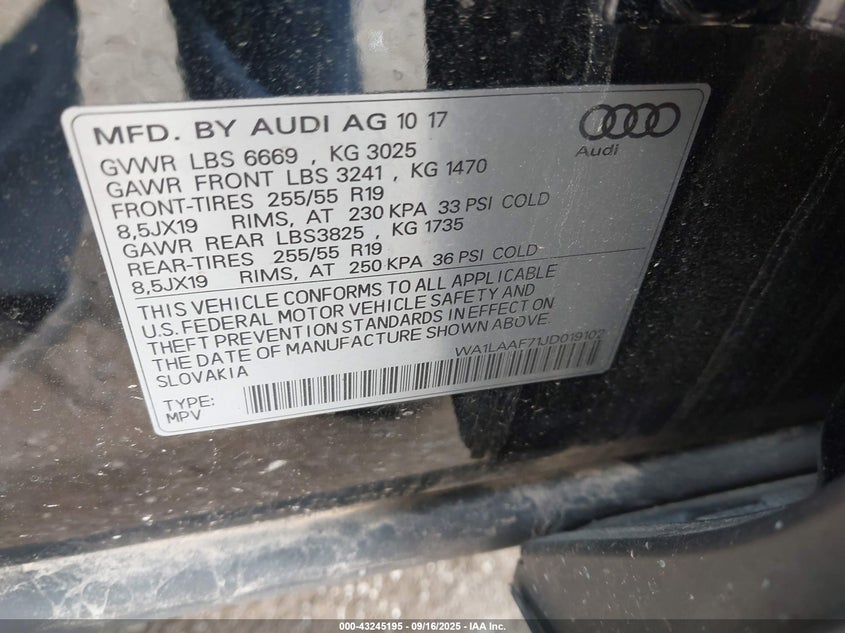 MFD. BY AUDI AG 10 17
Audi
GVWR LBS 6669 , KG 3025
GAWR FRONT LBS 3241 , KG 1470
FRONT-TIRES 255/55 R19
8,5JX19 RIMS, AT 230 KPA 33 PSI COLD
GAWR REAR LBS3825 , KG 1735
REAR-TIRES 255/55 R19
8,5JX19 RIMS, AT 250 KPA 36 PSI COLD
THIS VEHICLE CONFORMS TO ALL APPLICABLE
U.S. FEDERAL MOTOR VEHICLE SAFETY AND
THEFT PREVENTION STANDARDS IN EFFECT ON
THE DATE OF MANUFACTURE SHOWN ABOVE.
SLOVAKIA
WA1LAAF71JD019102
TYPE:
MPV
000-43245195 - 09/16/2025 - IAA Inc.